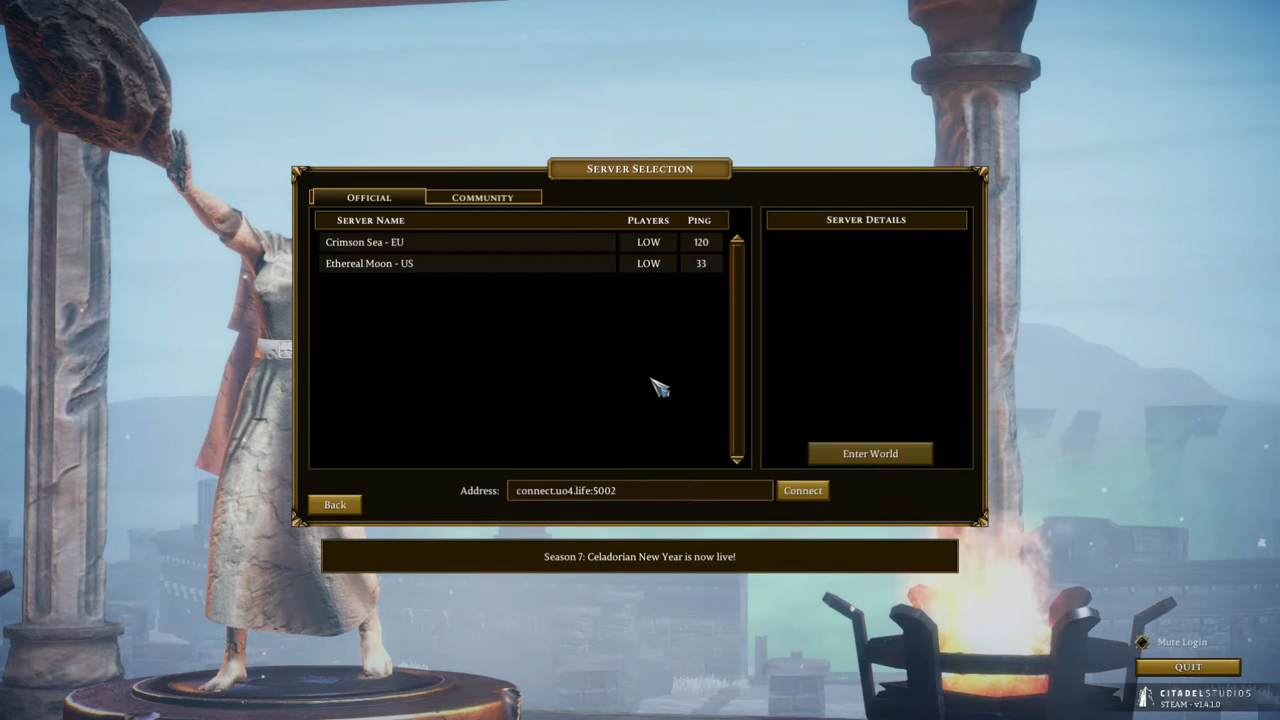 SERVER SELECTION
OFFICIAL COMMUNITY
SERVER NAME PLAYERS PING SERVER DETAILS
Crimson Sea - EU LOW 120
Ethereal Moon - US LOW 33
Enter World
Address: connect.uo4.life:5002 Connect
Back
Season 7: Celadorian New Year is now live!
Mute Login
QUIT
CITADELSTUDIOS
STEAM - v1.4.1.0